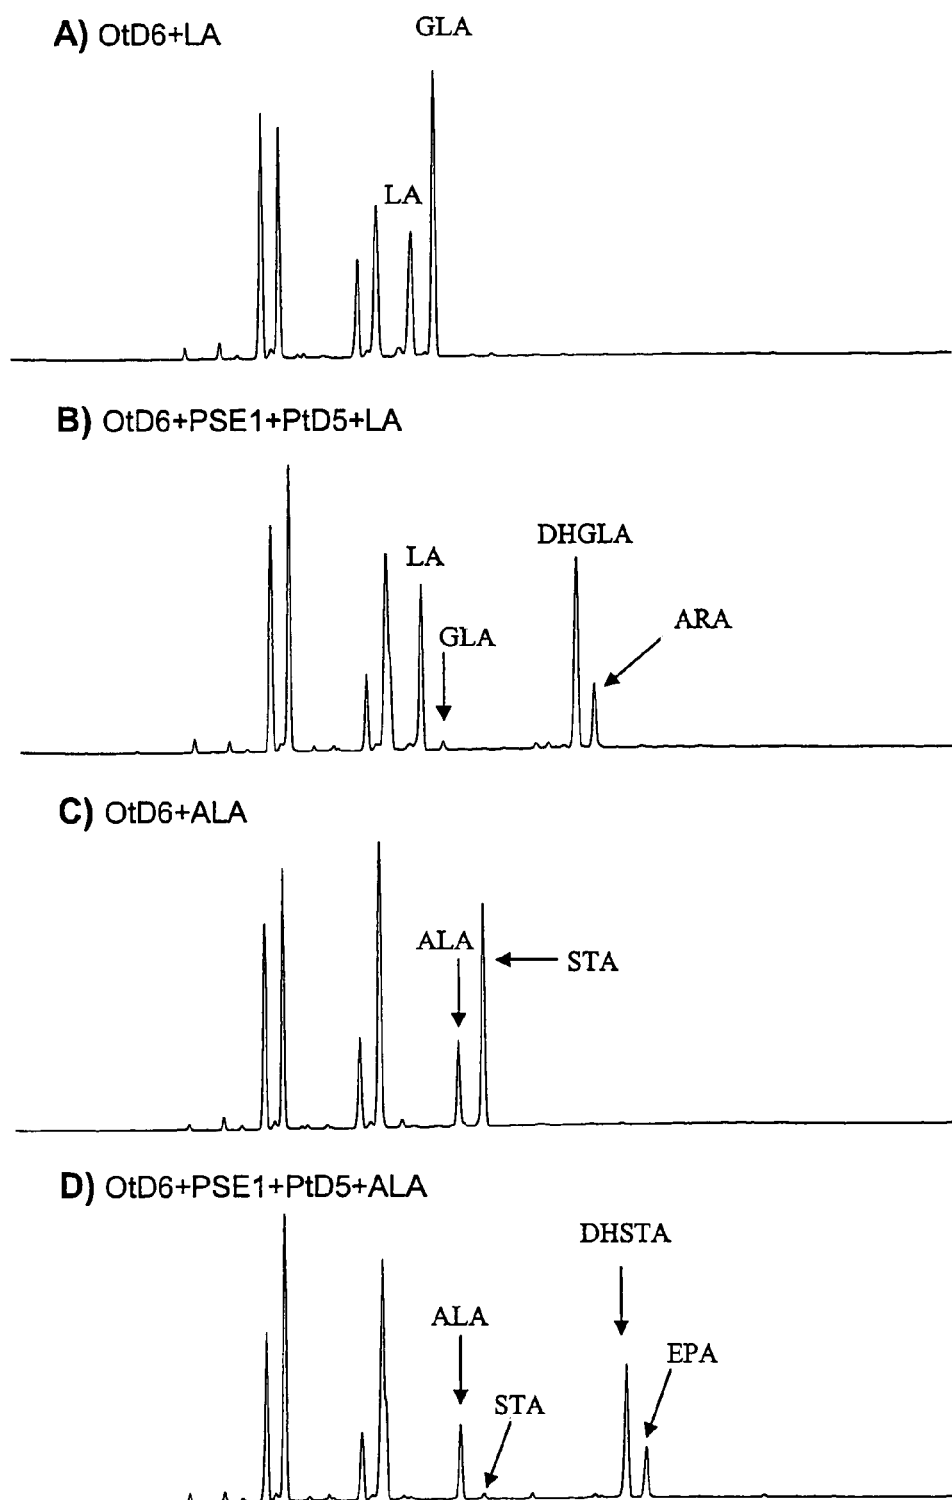 A) OtD6+LA
GLA
LA
B) OtD6+PSE1+PtD5+LA
LA
GLA
DHGLA
ARA
C) OtD6+ALA
ALA
STA
D) OtD6+PSE1+PtD5+ALA
DHSTA
ALA
EPA
STA